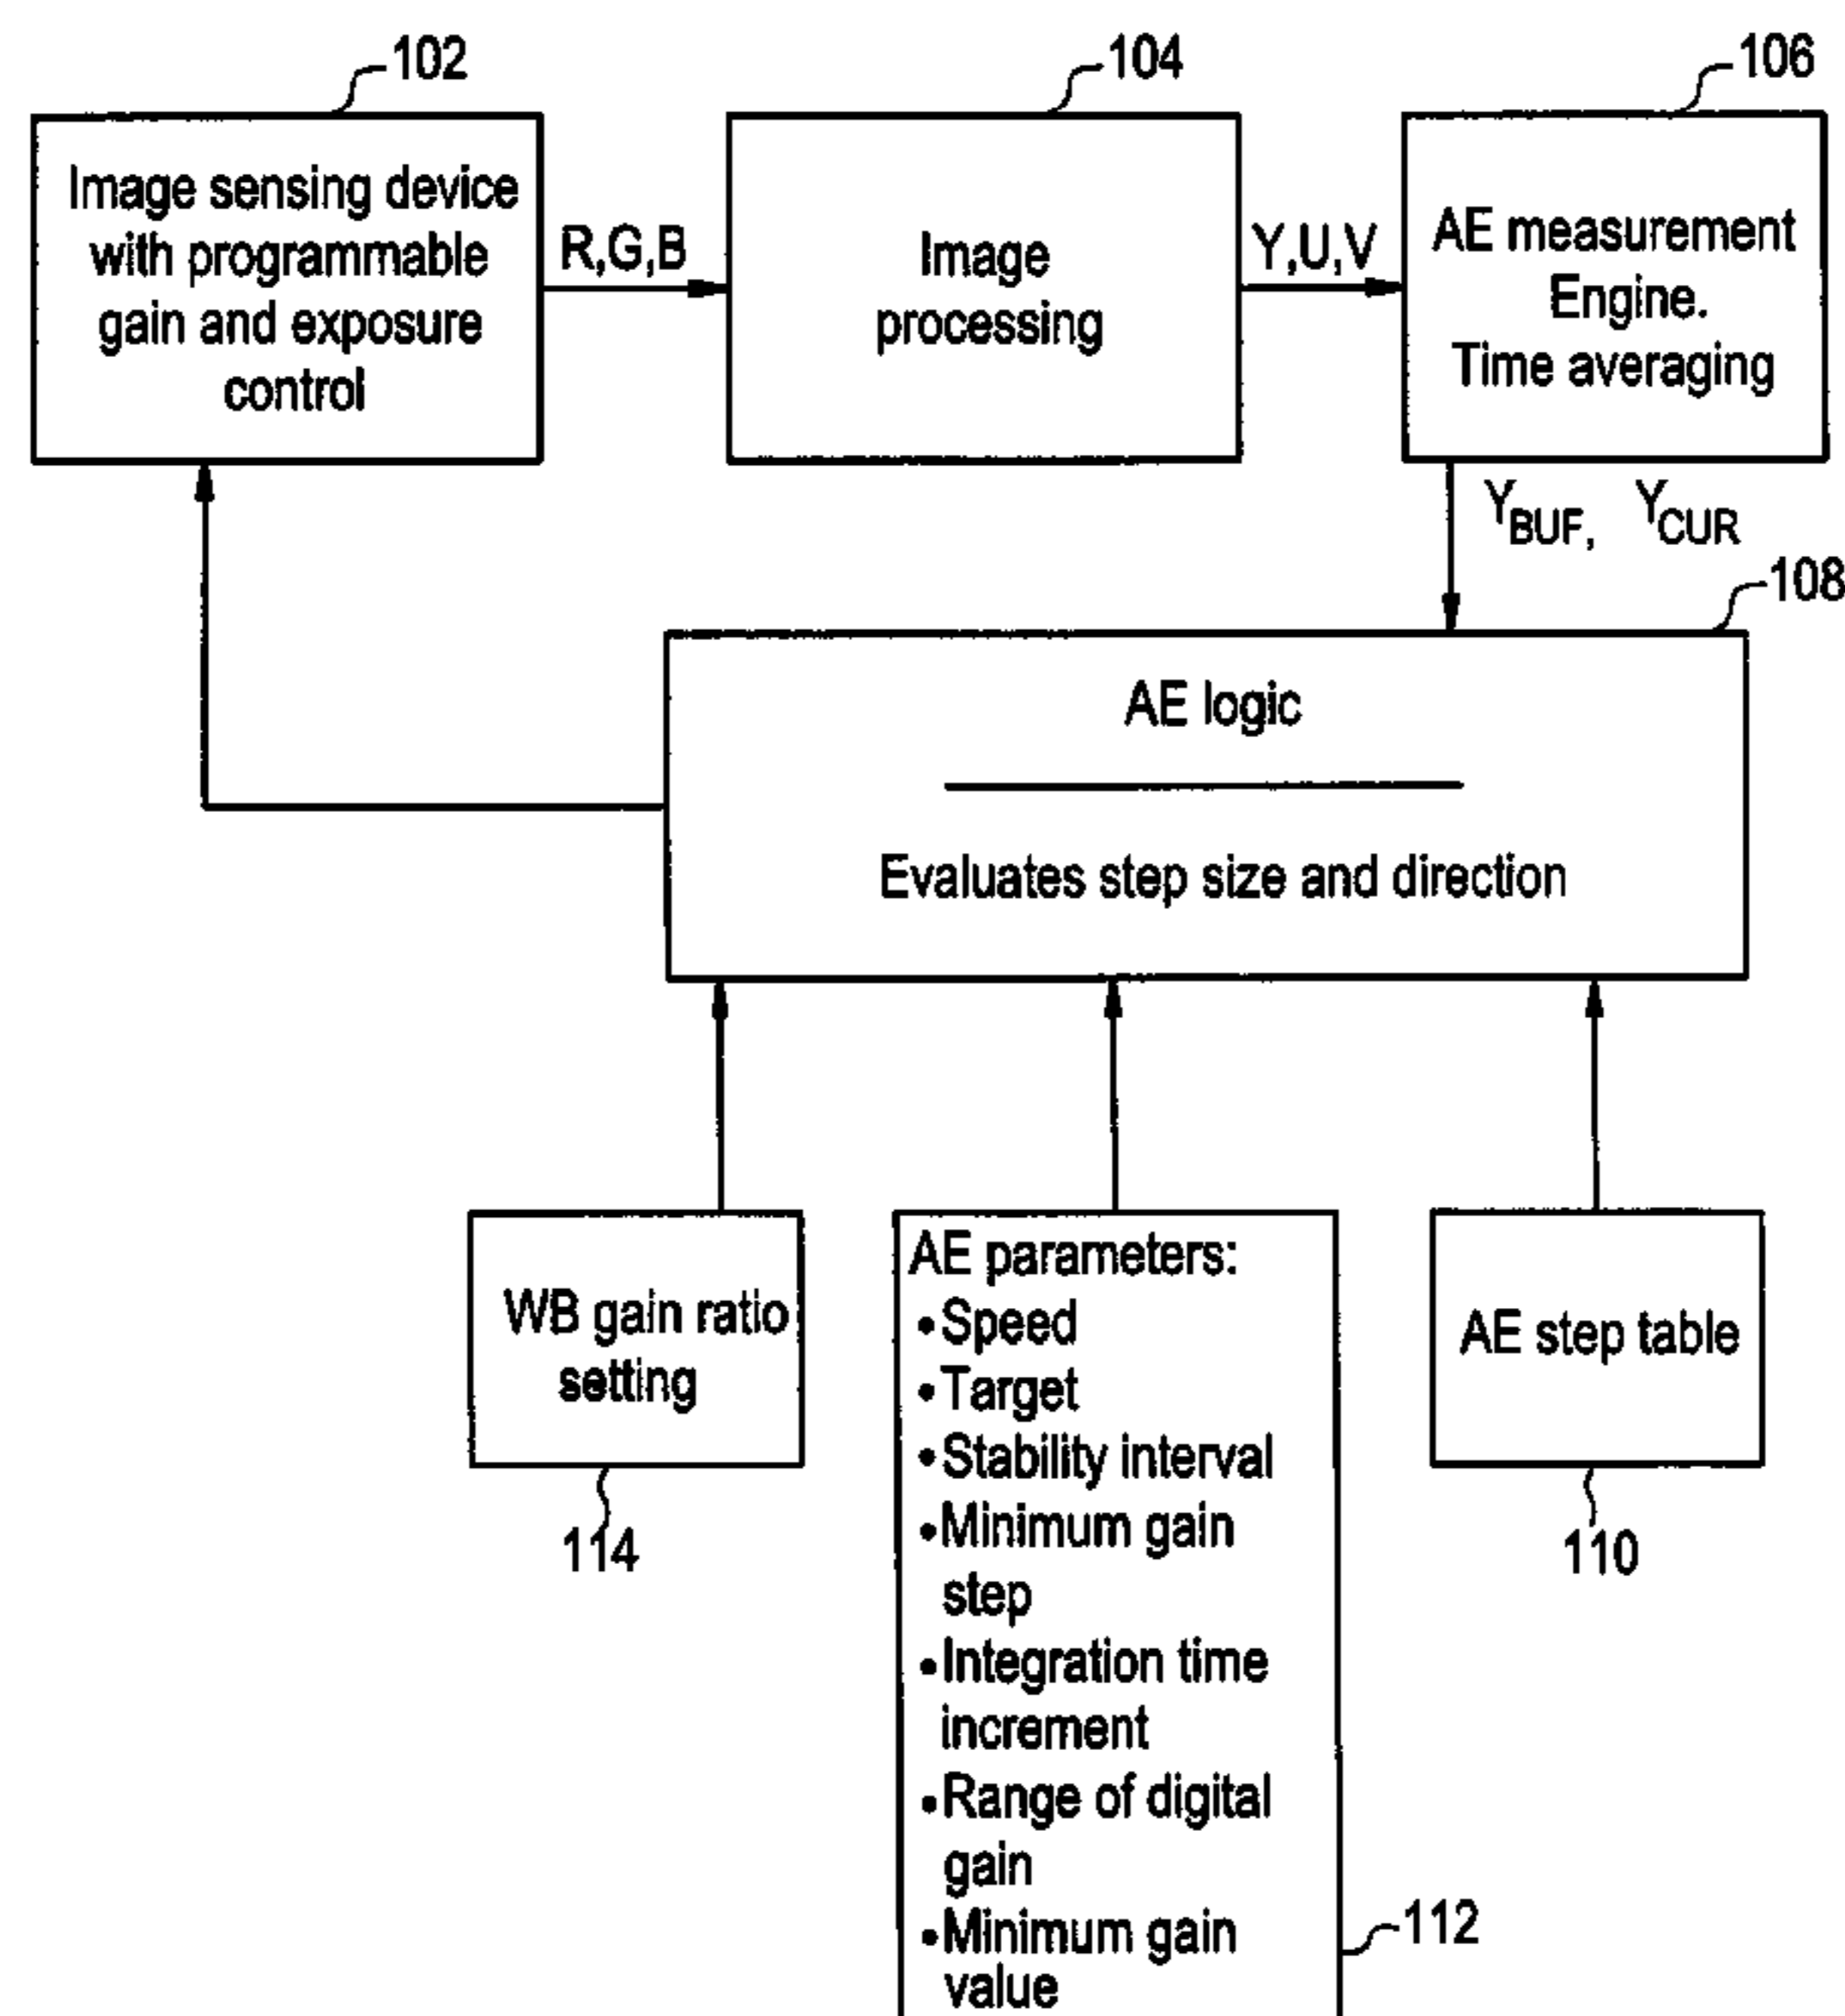 102
104
106
Image sensing device
with programmable
gain and exposure
control
R,G,B
Image
processing
Y,U,V
AE measurement
Engine.
Time averaging
YBUF, YCUR
108
AE logic
Evaluates step size and direction
WB gain ratio
setting
114
AE parameters:
•Speed
•Target
•Stability interval
•Minimum gain
step
•Integration time
increment
•Range of digital
gain
•Minimum gain
value
112
AE step table
110